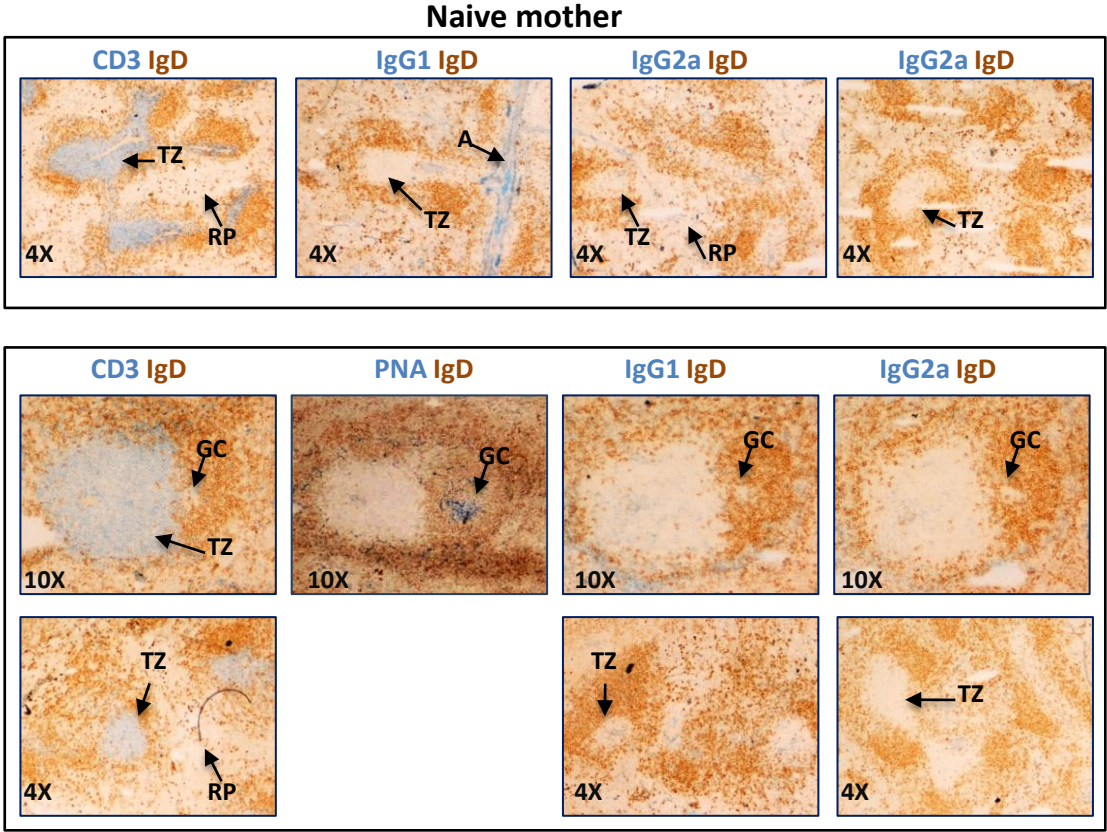 Naive mother
CD3 IgD IgG1 IgD IgG2a IgD IgG2a IgD
TZ
RP
4X
A
TZ
4X
TZ
RP
4X
TZ
4X
CD3 IgD PNA IgD IgG1 IgD IgG2a IgD
GC
TZ
10X
GC
10X
GC
10X
GC
10X
TZ
RP
4X
TZ
4X
TZ
4X